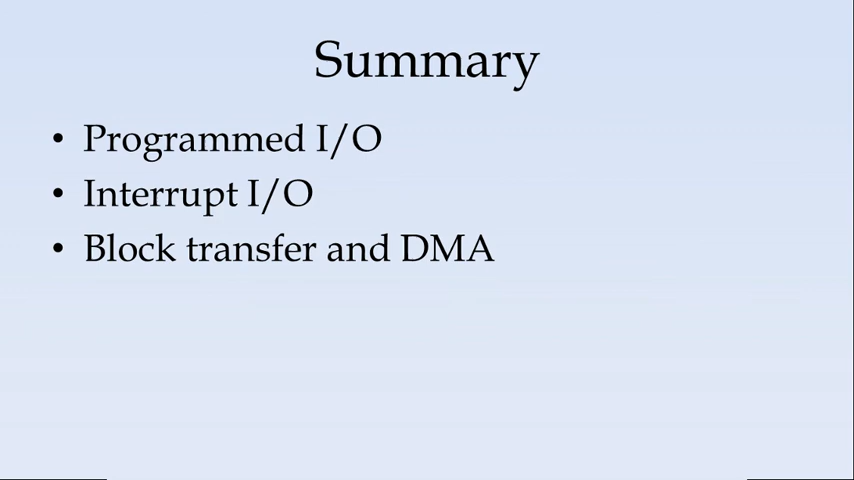 Summary
• Programmed I/O
• Interrupt I/O
• Block transfer and DMA